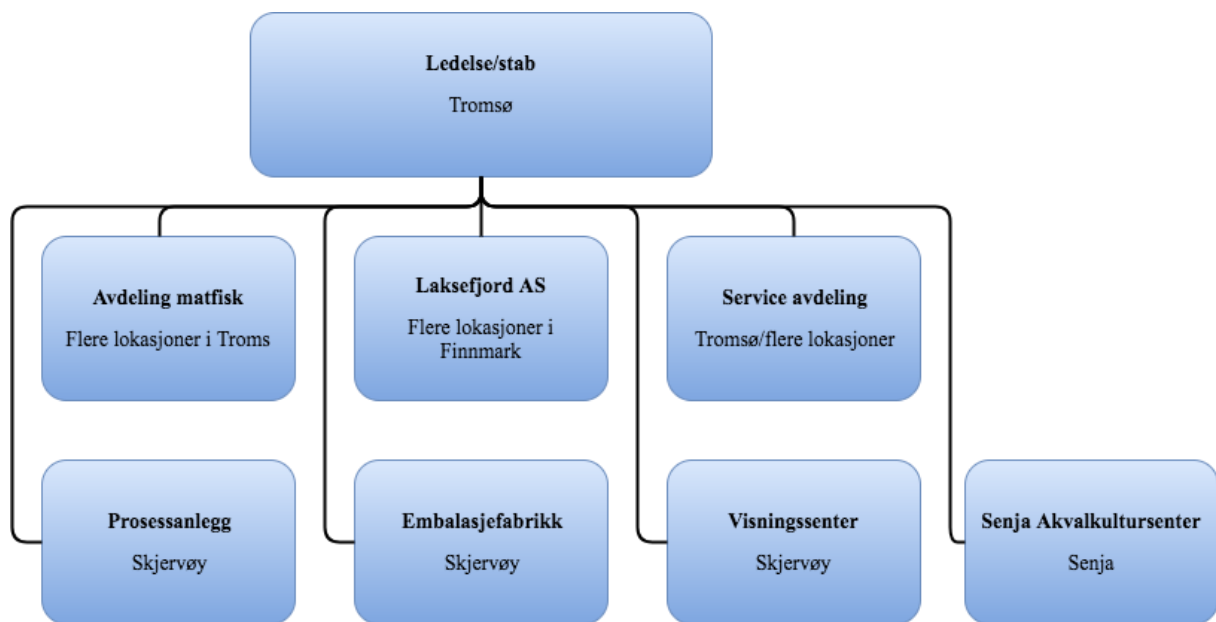 Ledelse/stab
Tromsø
Avdeling matfisk
Flere lokasjoner i Troms
Laksefjord AS
Flere lokasjoner i
Finnmark
Service avdeling
Tromsø/flere lokasjoner
Prosessanlegg
Skjervøy
Embalasjefabrikk
Skjervøy
Visningssenter
Skjervøy
Senja Akvalkultursenter
Senja